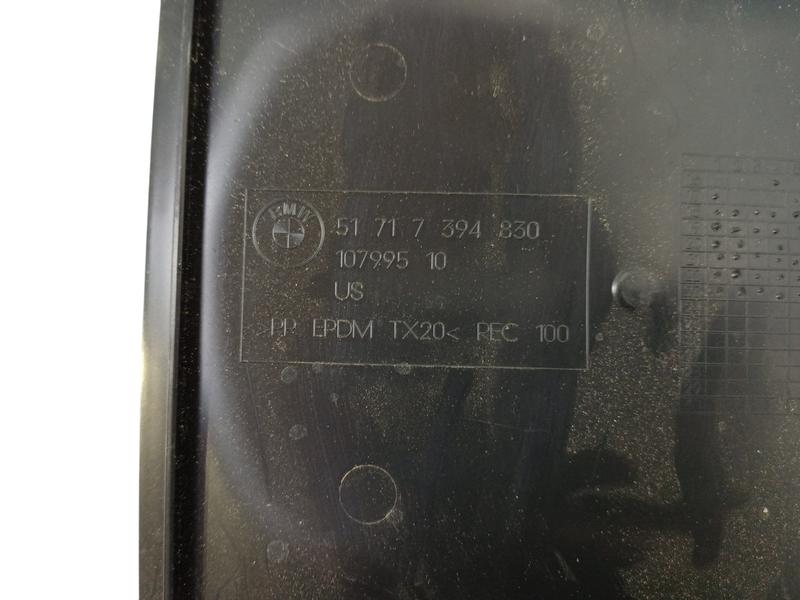 BMW
51 71 7 394 830
107995 10
US
>PP EPDM TX20< REC 100